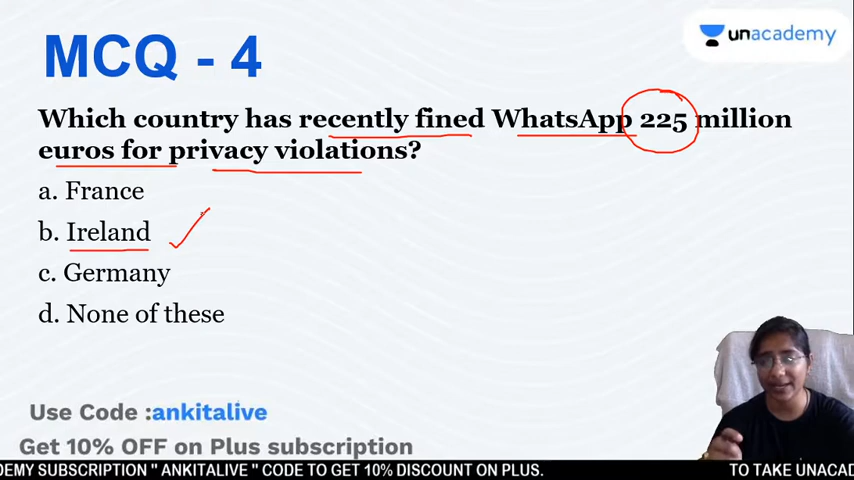 MCQ - 4
unacademy
Which country has recently fined WhatsApp 225 million
euros for privacy violations?
a. France
b. Ireland
c. Germany
d. None of these
Use Code :ankitalive
Get 10% OFF on Plus subscription
DEMY SUBSCRIPTION " ANKITALIVE " CODE TO GET 10% DISCOUNT ON PLUS. TO TAKE UNACAD